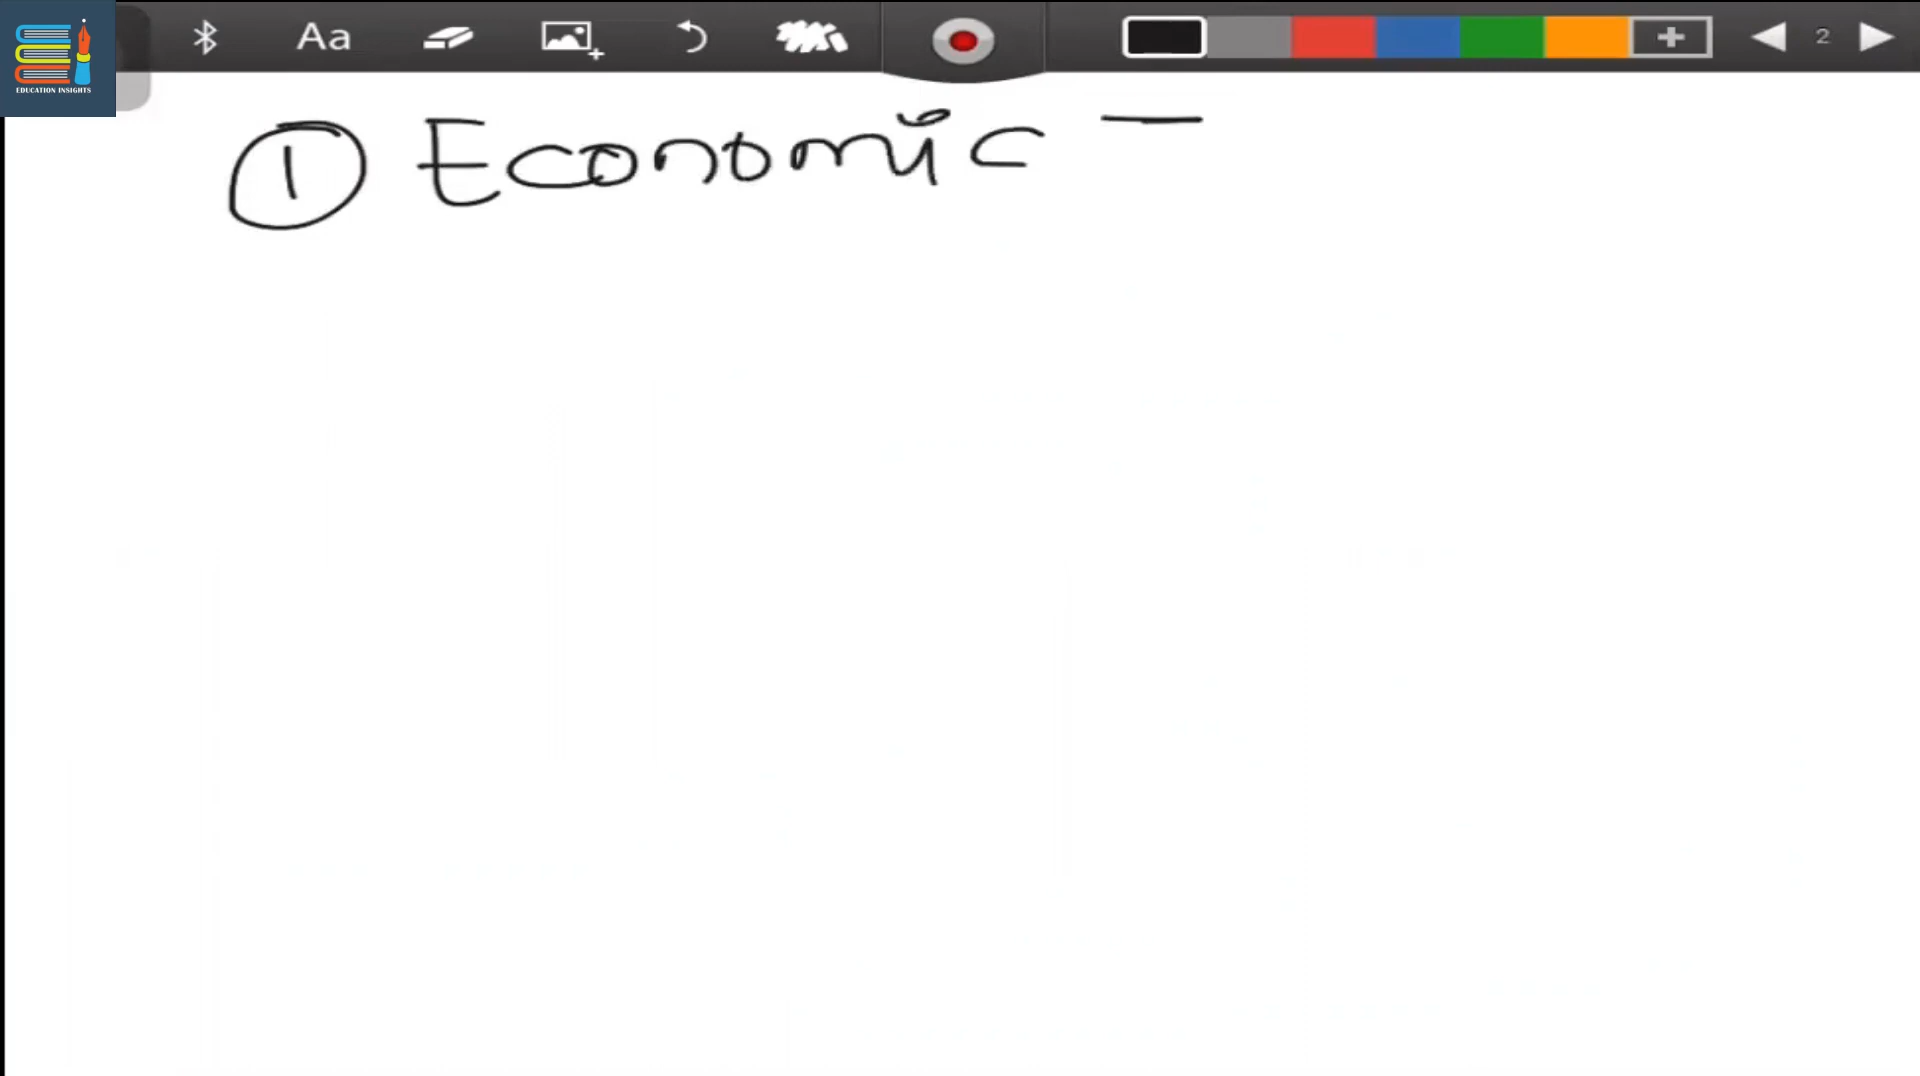 Aa
2
EDUCATION INSIGHTS
① Economic —